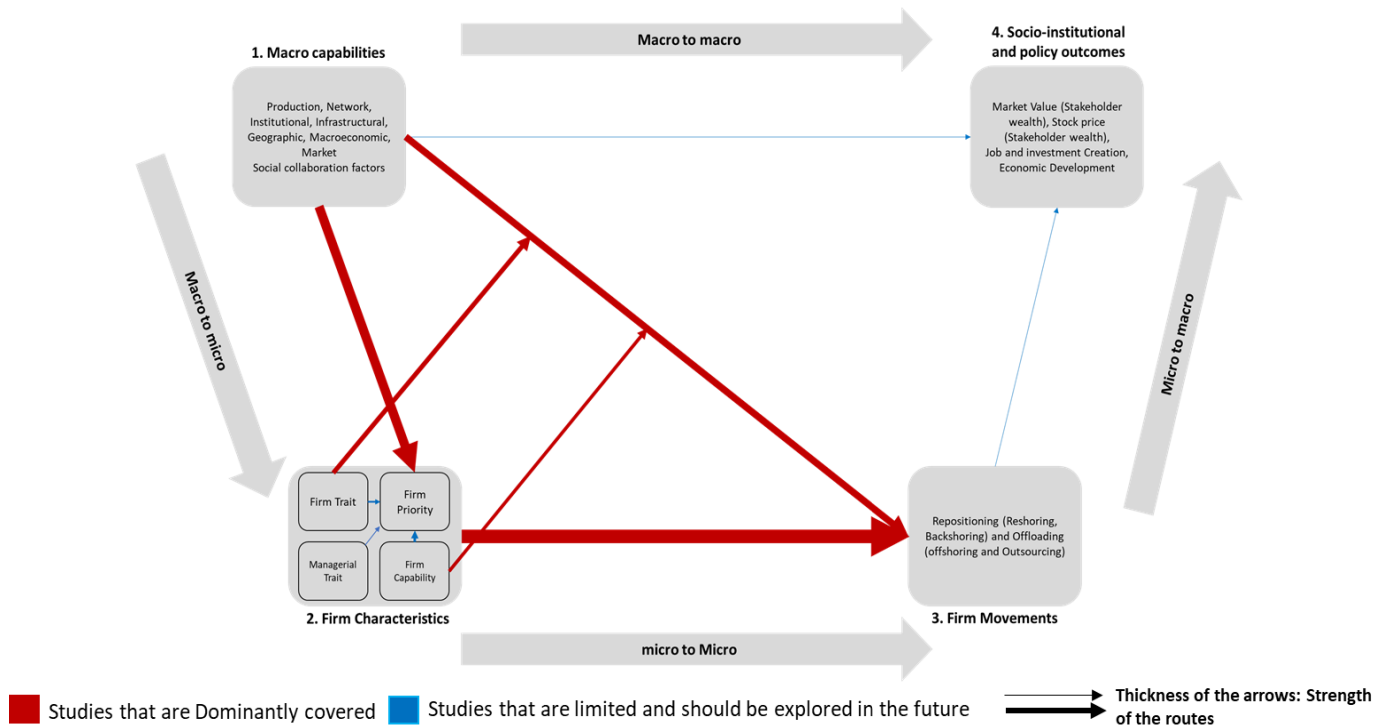 Macro to macro
1. Macro capabilities
Production, Network,
Institutional, Infrastructural,
Geographic, Macroeconomic,
Market
Social collaboration factors
4. Socio-institutional
and policy outcomes
Market Value (Stakeholder
wealth), Stock price
(Stakeholder wealth),
Job and investment Creation,
Economic Development
Macro to micro
Micro to macro
Firm Trait
Firm
Priority
Managerial
Trait
Firm
Capability
2. Firm Characteristics
Repositioning (Reshoring,
Backshoring) and Offloading
(offshoring and Outsourcing)
3. Firm Movements
micro to Micro
Studies that are Dominantly covered
Studies that are limited and should be explored in the future
Thickness of the arrows: Strength
of the routes